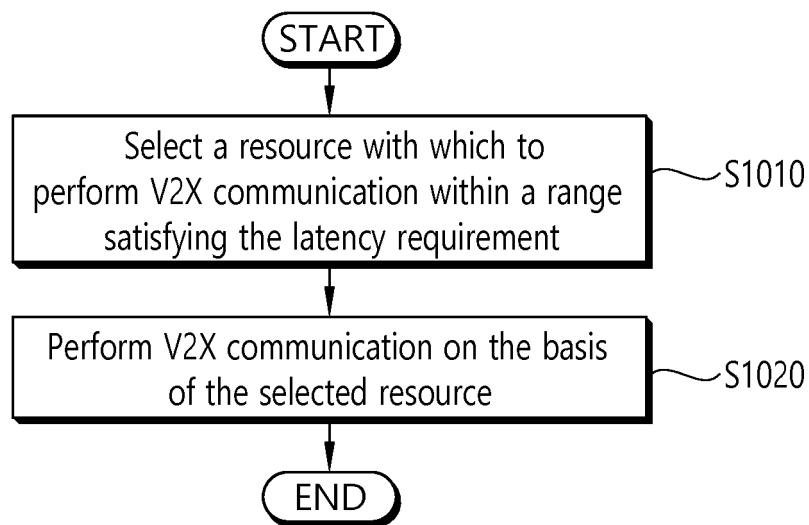 START
Select a resource with which to
perform V2X communication within a range
satisfying the latency requirement
S1010
Perform V2X communication on the basis
of the selected resource
S1020
END